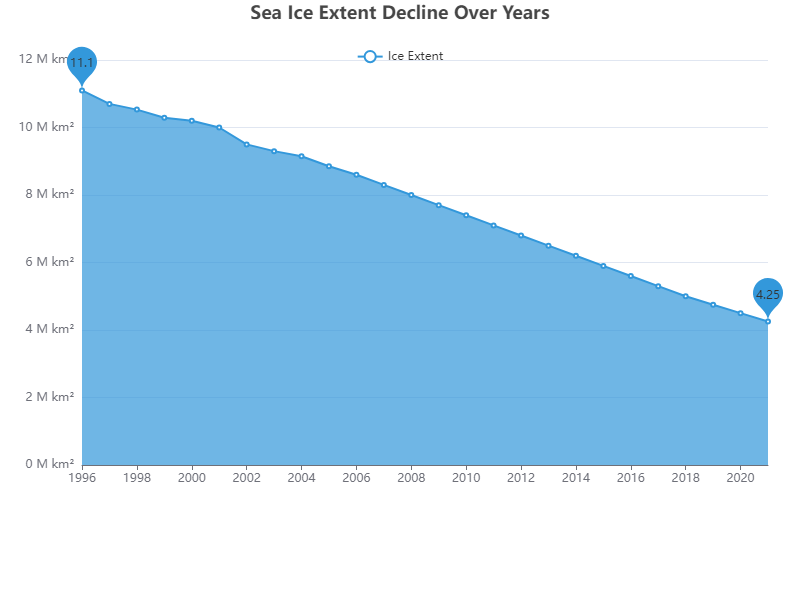 Sea Ice Extent Decline Over Years
Ice Extent
12 M km²
11.1
10 M km²
8 M km²
6 M km²
4.25
4 M km²
2 M km²
0 M km²
1996 1998 2000 2002 2004 2006 2008 2010 2012 2014 2016 2018 2020